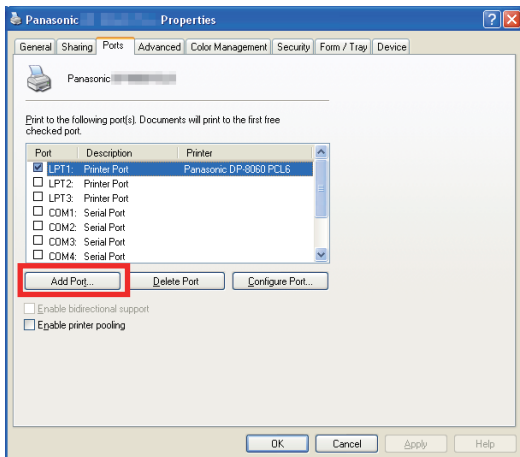 Panasonic Properties
General Sharing Ports Advanced Color Management Security Form / Tray Device
Panasonic
Print to the following port(s). Documents will print to the first free
checked port.
Port Description Printer
LPT1: Printer Port Panasonic DP-8060 PCL6
LPT2: Printer Port
LPT3: Printer Port
COM1: Serial Port
COM2: Serial Port
COM3: Serial Port
COM4: Serial Port
Add Port... Delete Port Configure Port...
Enable bidirectional support
Enable printer pooling
OK Cancel Apply Help